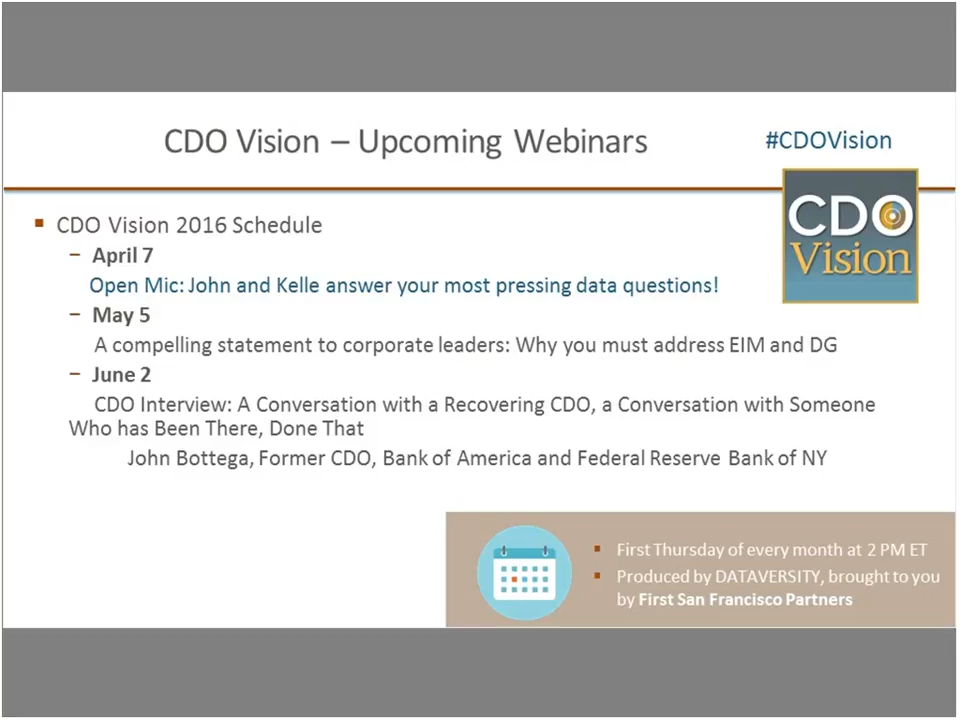 CDO Vision – Upcoming Webinars
#CDOVision
CDO
Vision
▪ CDO Vision 2016 Schedule
− April 7
Open Mic: John and Kelle answer your most pressing data questions!
− May 5
A compelling statement to corporate leaders: Why you must address EIM and DG
− June 2
CDO Interview: A Conversation with a Recovering CDO, a Conversation with Someone
Who has Been There, Done That
John Bottega, Former CDO, Bank of America and Federal Reserve Bank of NY
▪ First Thursday of every month at 2 PM ET
▪ Produced by DATAVERSITY, brought to you
by First San Francisco Partners